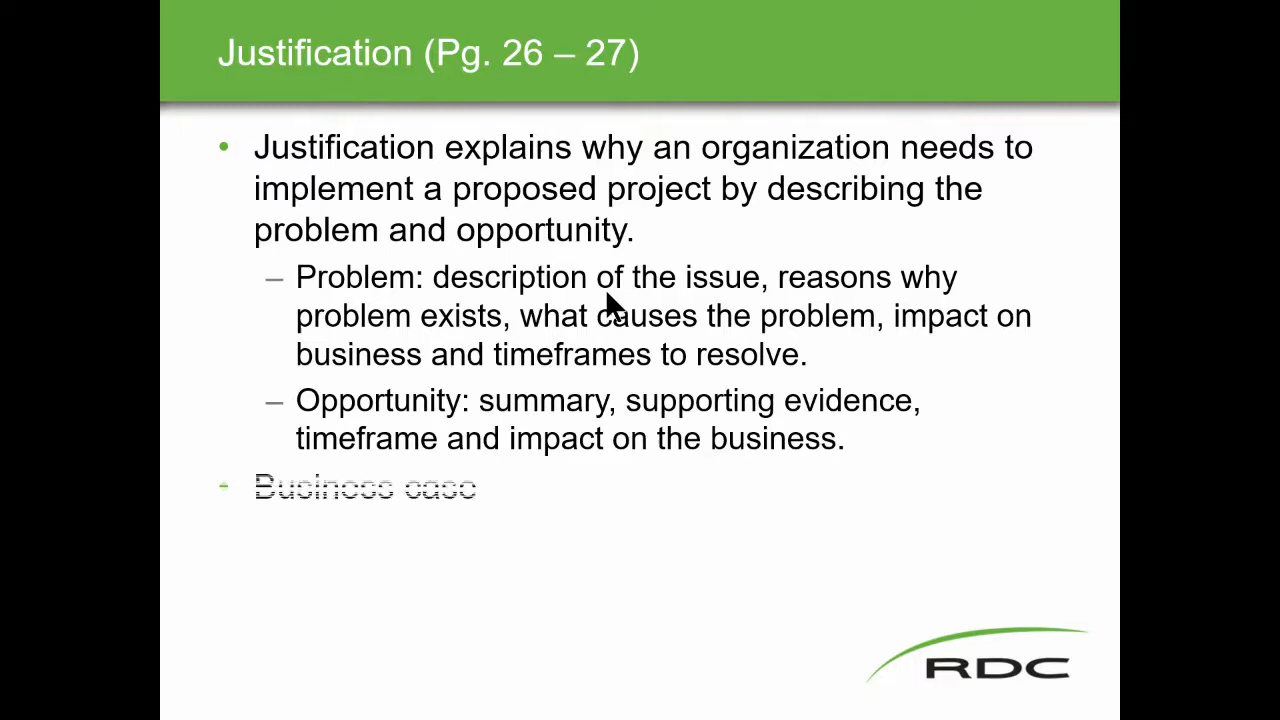 Justification (Pg. 26 – 27)
• Justification explains why an organization needs to
implement a proposed project by describing the
problem and opportunity.
– Problem: description of the issue, reasons why
problem exists, what causes the problem, impact on
business and timeframes to resolve.
– Opportunity: summary, supporting evidence,
timeframe and impact on the business.
• Business case
RDC